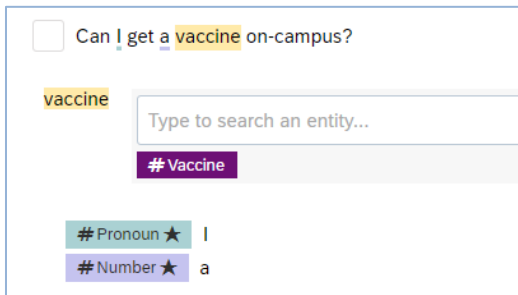 Can I get a vaccine on-campus?
vaccine
Type to search an entity...
# Vaccine
# Pronoun ★ I
# Number ★ a